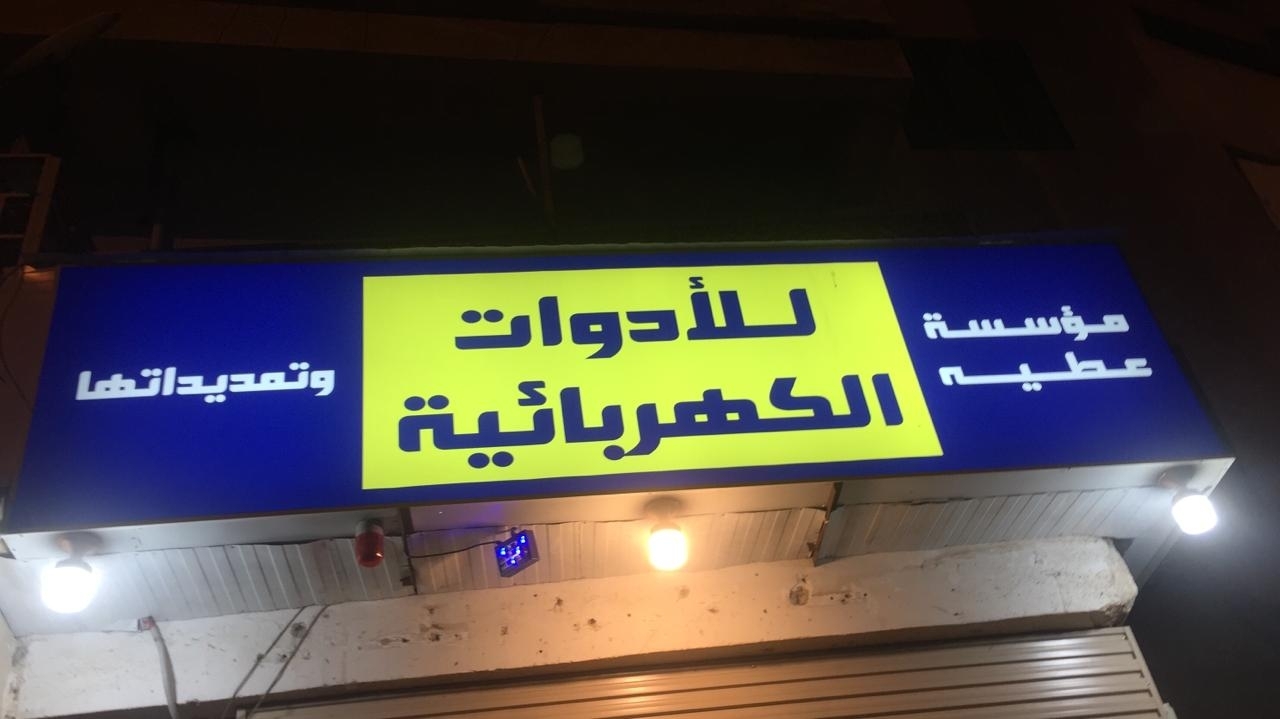 مؤسسة
عطيه
للأدوات
الكهربائية
وتمديداتها